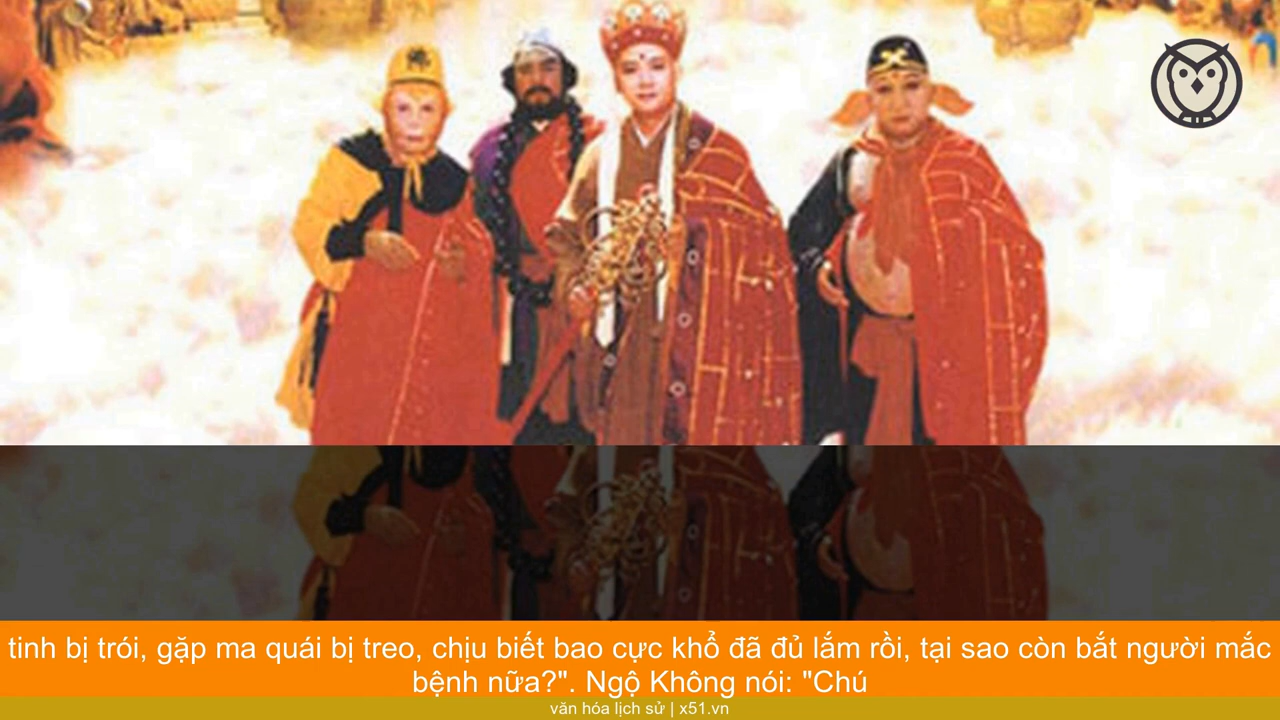 佛
tinh bị trói, gặp ma quái bị treo, chịu biết bao cực khổ đã đủ lắm rồi, tại sao còn bắt người mắc
bệnh nữa?". Ngộ Không nói: "Chú
văn hóa lịch sử | x51.vn